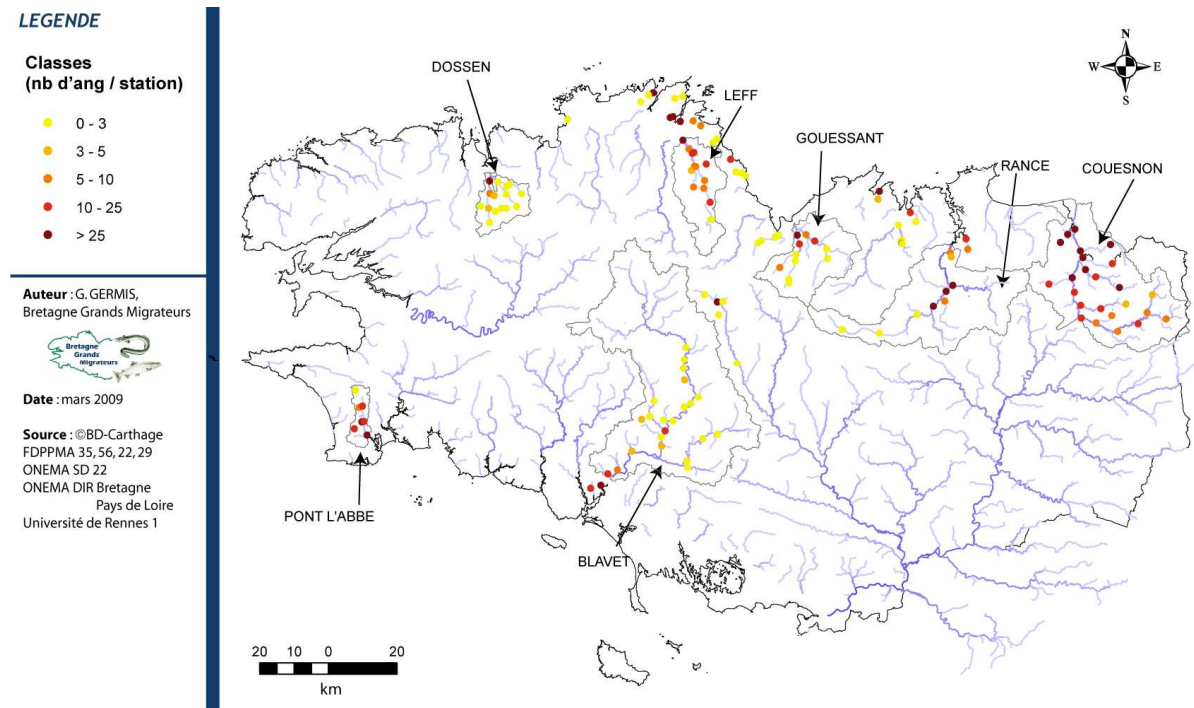 LEGENDE
Classes
(nb d'ang / station)
0 - 3
3 - 5
5 - 10
10 - 25
> 25
Auteur : G. GERMIS,
Bretagne Grands Migrateurs
Bretagne
Grands
Migrateurs
Date : mars 2009
Source : ©BD-Carthage
FDPPMA 35, 56, 22, 29
ONEMA SD 22
ONEMA DIR Bretagne
Pays de Loire
Université de Rennes 1
N
W E
S
DOSSEN
LEFF
GOUESSANT
RANCE
COUESNON
PONT L'ABBE
BLAVET
20 10 0 20
km